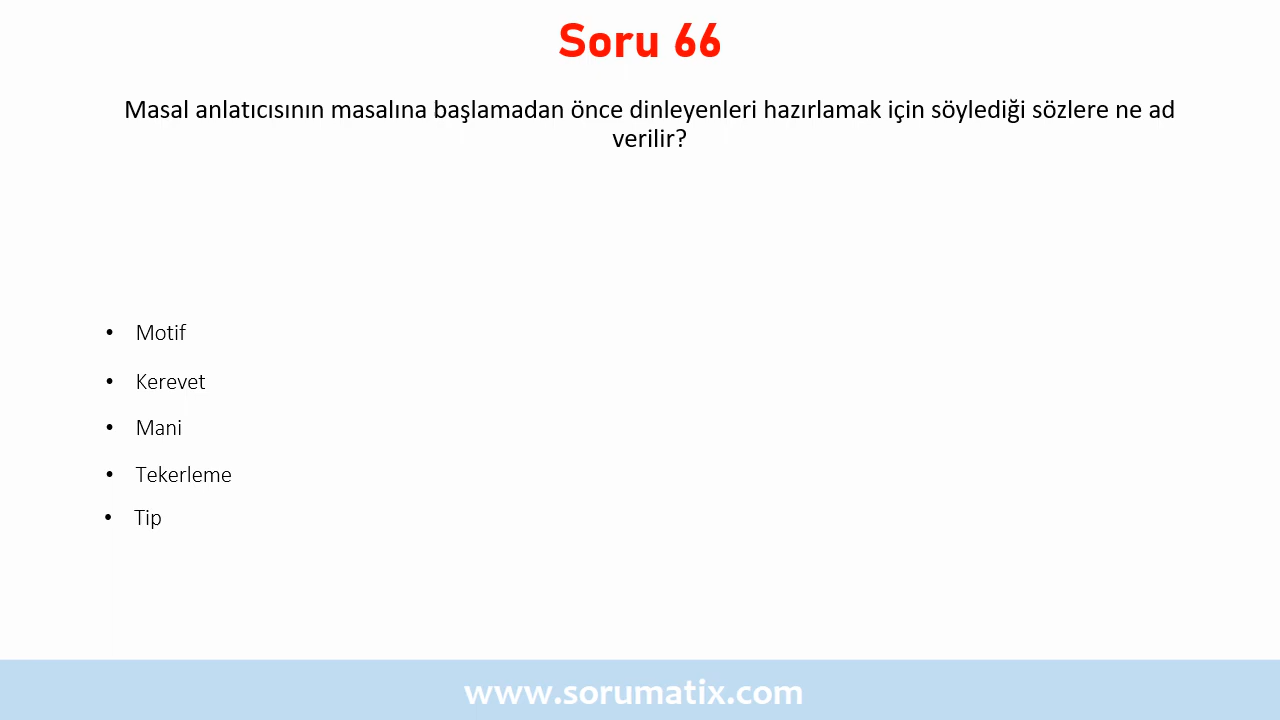 Soru 66
Masal anlatıcısının masalına başlamadan önce dinleyenleri hazırlamak için söylediği sözlere ne ad
verilir?
• Motif
• Kerevet
• Mani
• Tekerleme
• Tip
www.sorumatix.com